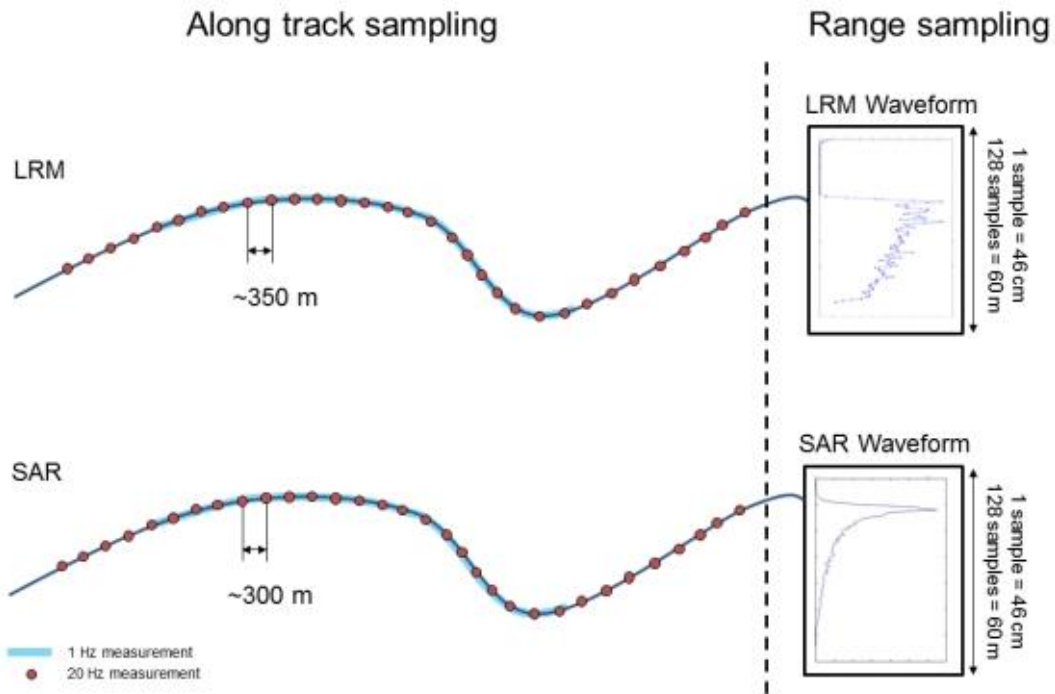 Along track sampling
Range sampling
LRM Waveform
LRM
1 sample = 46 cm
128 samples = 60 m
~350 m
SAR Waveform
SAR
1 sample = 46 cm
128 samples = 60 m
~300 m
1 Hz measurement
20 Hz measurement